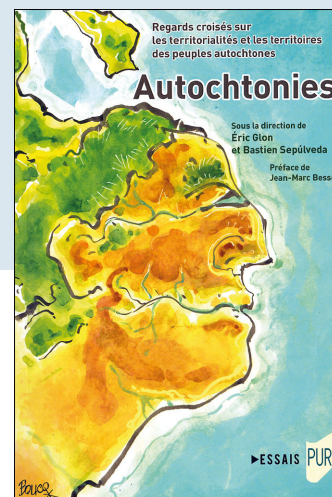 Regards croisés sur
les territorialités et les territoires
des peuples autochtones
Autochtonies
Sous la direction de
Éric Glon
et Bastien Sepúlveda
Préface de
Jean-Marc Bess
►ESSAIS PUR
Boucq